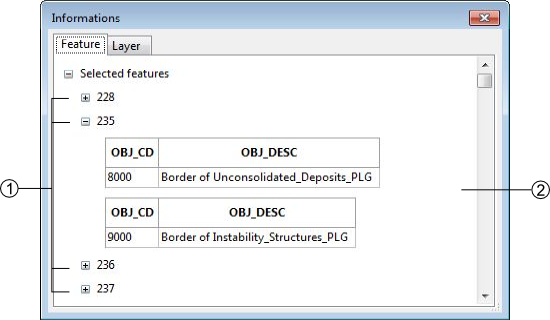 Informations
Feature Layer
Selected features
228
235
OBJ_CD OBJ_DESC
8000 Border of Unconsolidated_Deposits_PLG
OBJ_CD OBJ_DESC
9000 Border of Instability_Structures_PLG
236
237
1
2